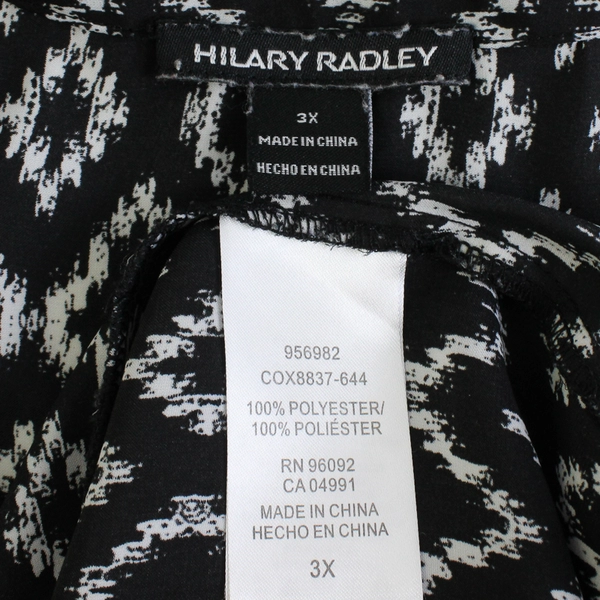 HILARY RADLEY
3X
MADE IN CHINA
HECHO EN CHINA
956982
COX8837-644
100% POLYESTER/
100% POLIÉSTER
RN 96092
CA 04991
MADE IN CHINA
HECHO EN CHINA
3X